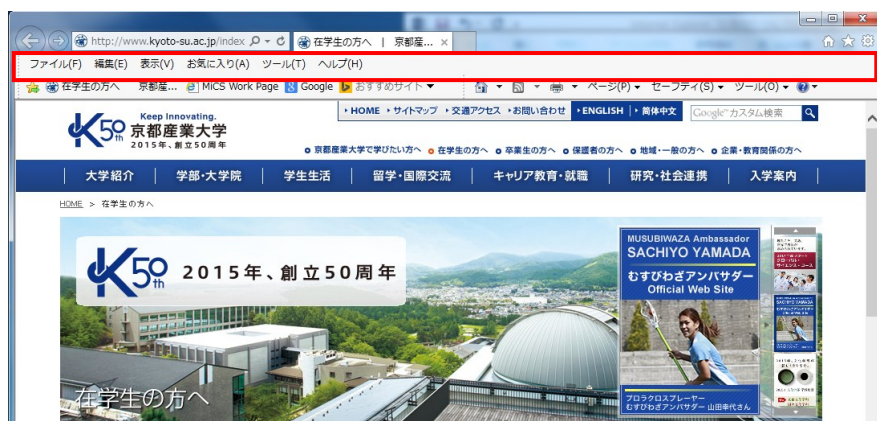 http://www.kyoto-su.ac.jp/index
在学生の方へ | 京都産...
ファイル(F) 編集(E) 表示(V) お気に入り(A) ツール(T) ヘルプ(H)
在学生の方へ 京都産... MICS Work Page Google おすすめサイト ページ(P) セーフティ(S) ツール(O)
HOME サイトマップ 交通アクセス お問い合わせ ENGLISH 简体中文 Google カスタム検索
K50th
Keep Innovating.
京都産業大学
2015年、創立50周年
京都産業大学で学びたい方へ 在学生の方へ 卒業生の方へ 保護者の方へ 地域・一般の方へ 企業・教育関係の方へ
大学紹介 学部・大学院 学生生活 留学・国際交流 キャリア教育・就職 研究・社会連携 入学案内
HOME > 在学生の方へ
K50th 2015年、創立50周年
MUSUBIWAZA Ambassador
SACHIYO YAMADA
むすびわざアンバサダー
Official Web Site
プロラクロスプレーヤー
むすびわざアンバサダー 山田幸代さん
在学生の方へ